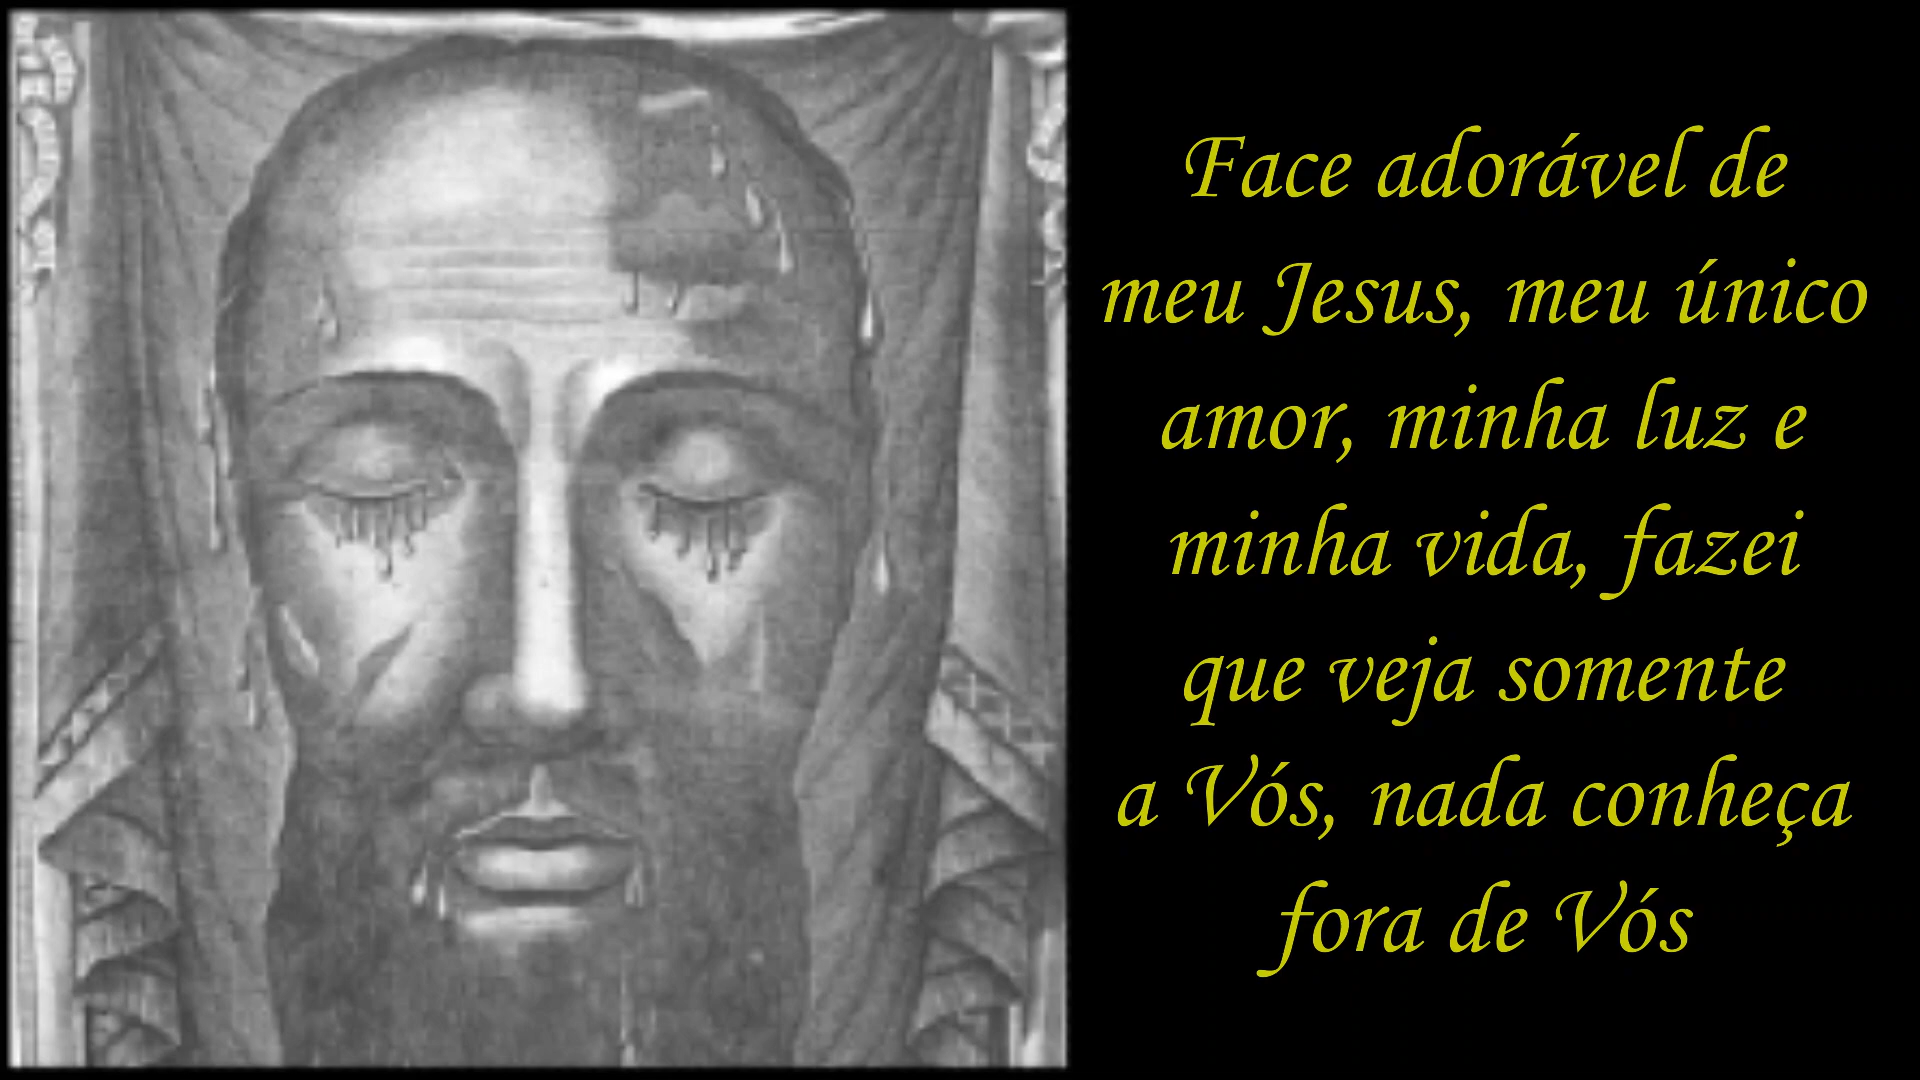 Face adorável de
meu Jesus, meu único
amor, minha luz e
minha vida, fazei
que veja somente
a Vós, nada conheça
fora de Vós